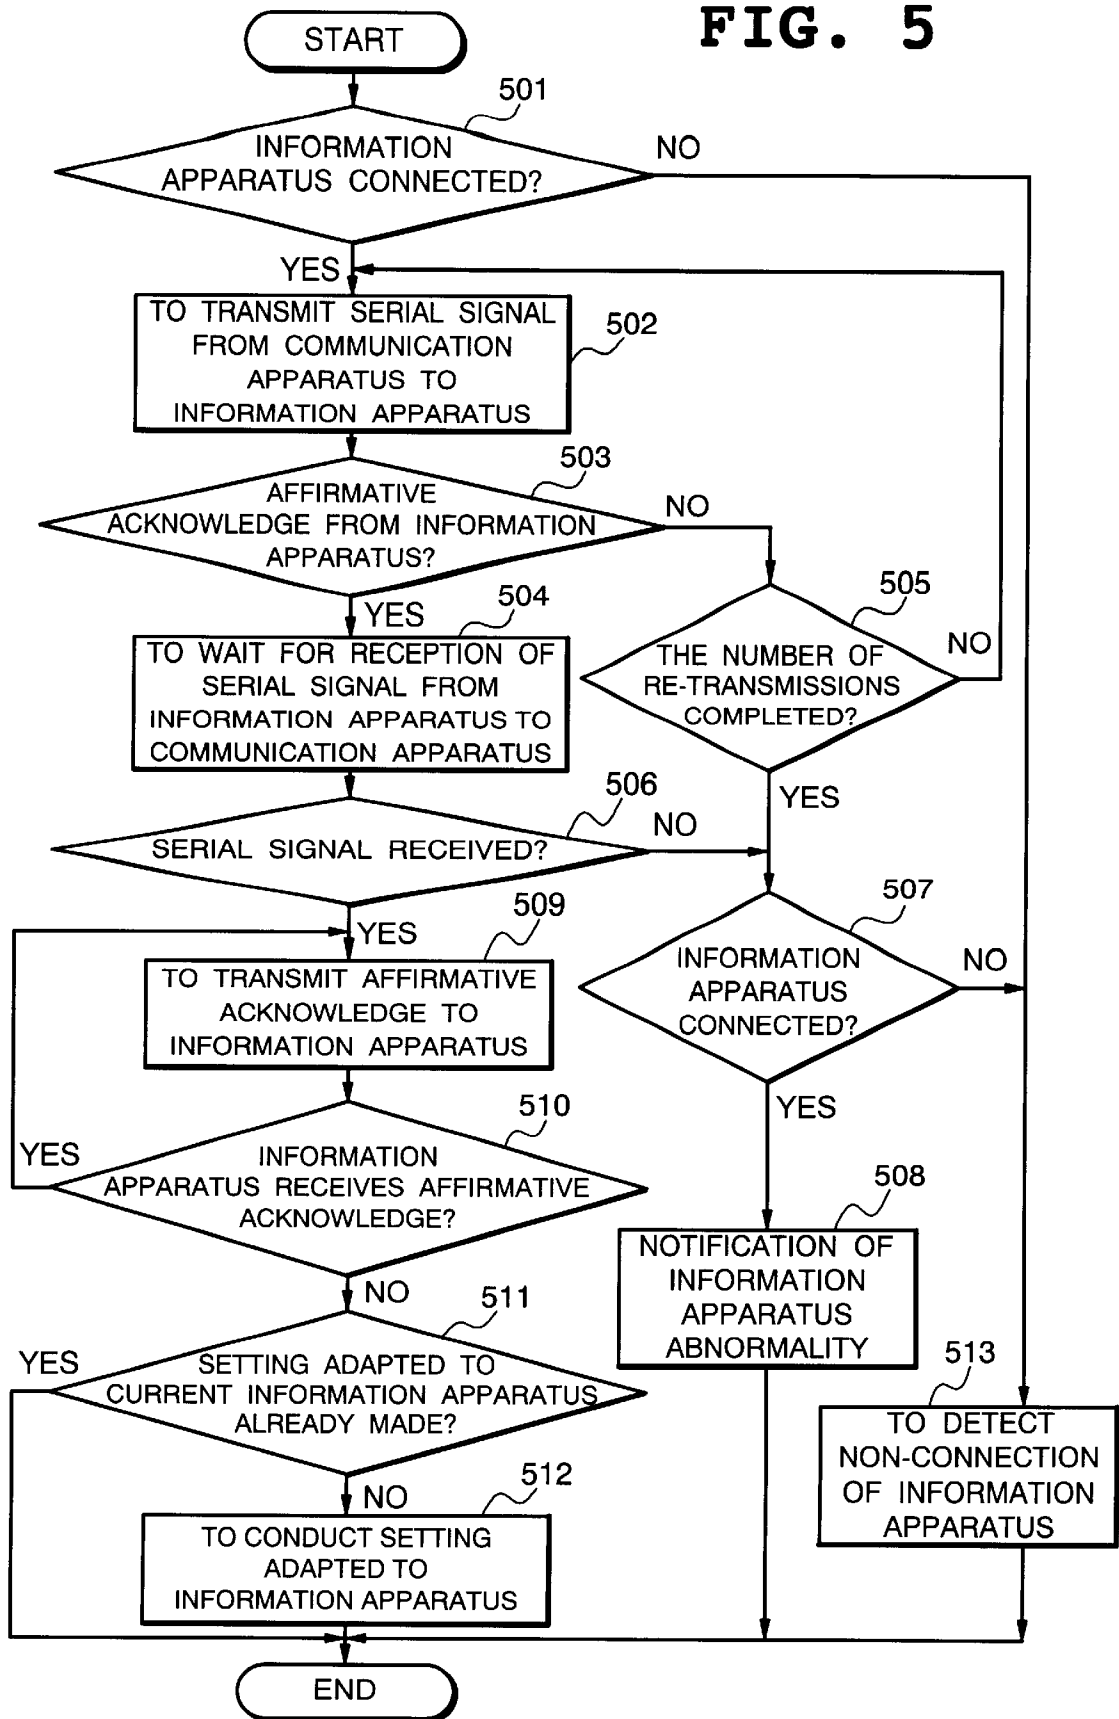 FIG. 5
START
501
INFORMATION
APPARATUS CONNECTED?
NO
YES
TO TRANSMIT SERIAL SIGNAL
FROM COMMUNICATION
APPARATUS TO
INFORMATION APPARATUS
502
503
AFFIRMATIVE
ACKNOWLEDGE FROM INFORMATION
APPARATUS?
NO
YES
504
TO WAIT FOR RECEPTION OF
SERIAL SIGNAL FROM
INFORMATION APPARATUS TO
COMMUNICATION APPARATUS
505
THE NUMBER OF
RE-TRANSMISSIONS
COMPLETED?
NO
YES
506
SERIAL SIGNAL RECEIVED?
NO
YES
507
INFORMATION
APPARATUS
CONNECTED?
NO
YES
509
TO TRANSMIT AFFIRMATIVE
ACKNOWLEDGE TO
INFORMATION APPARATUS
510
INFORMATION
APPARATUS RECEIVES AFFIRMATIVE
ACKNOWLEDGE?
YES
NO
508
NOTIFICATION OF
INFORMATION
APPARATUS
ABNORMALITY
511
SETTING ADAPTED TO
CURRENT INFORMATION APPARATUS
ALREADY MADE?
YES
NO
513
TO DETECT
NON-CONNECTION
OF INFORMATION
APPARATUS
512
TO CONDUCT SETTING
ADAPTED TO
INFORMATION APPARATUS
END